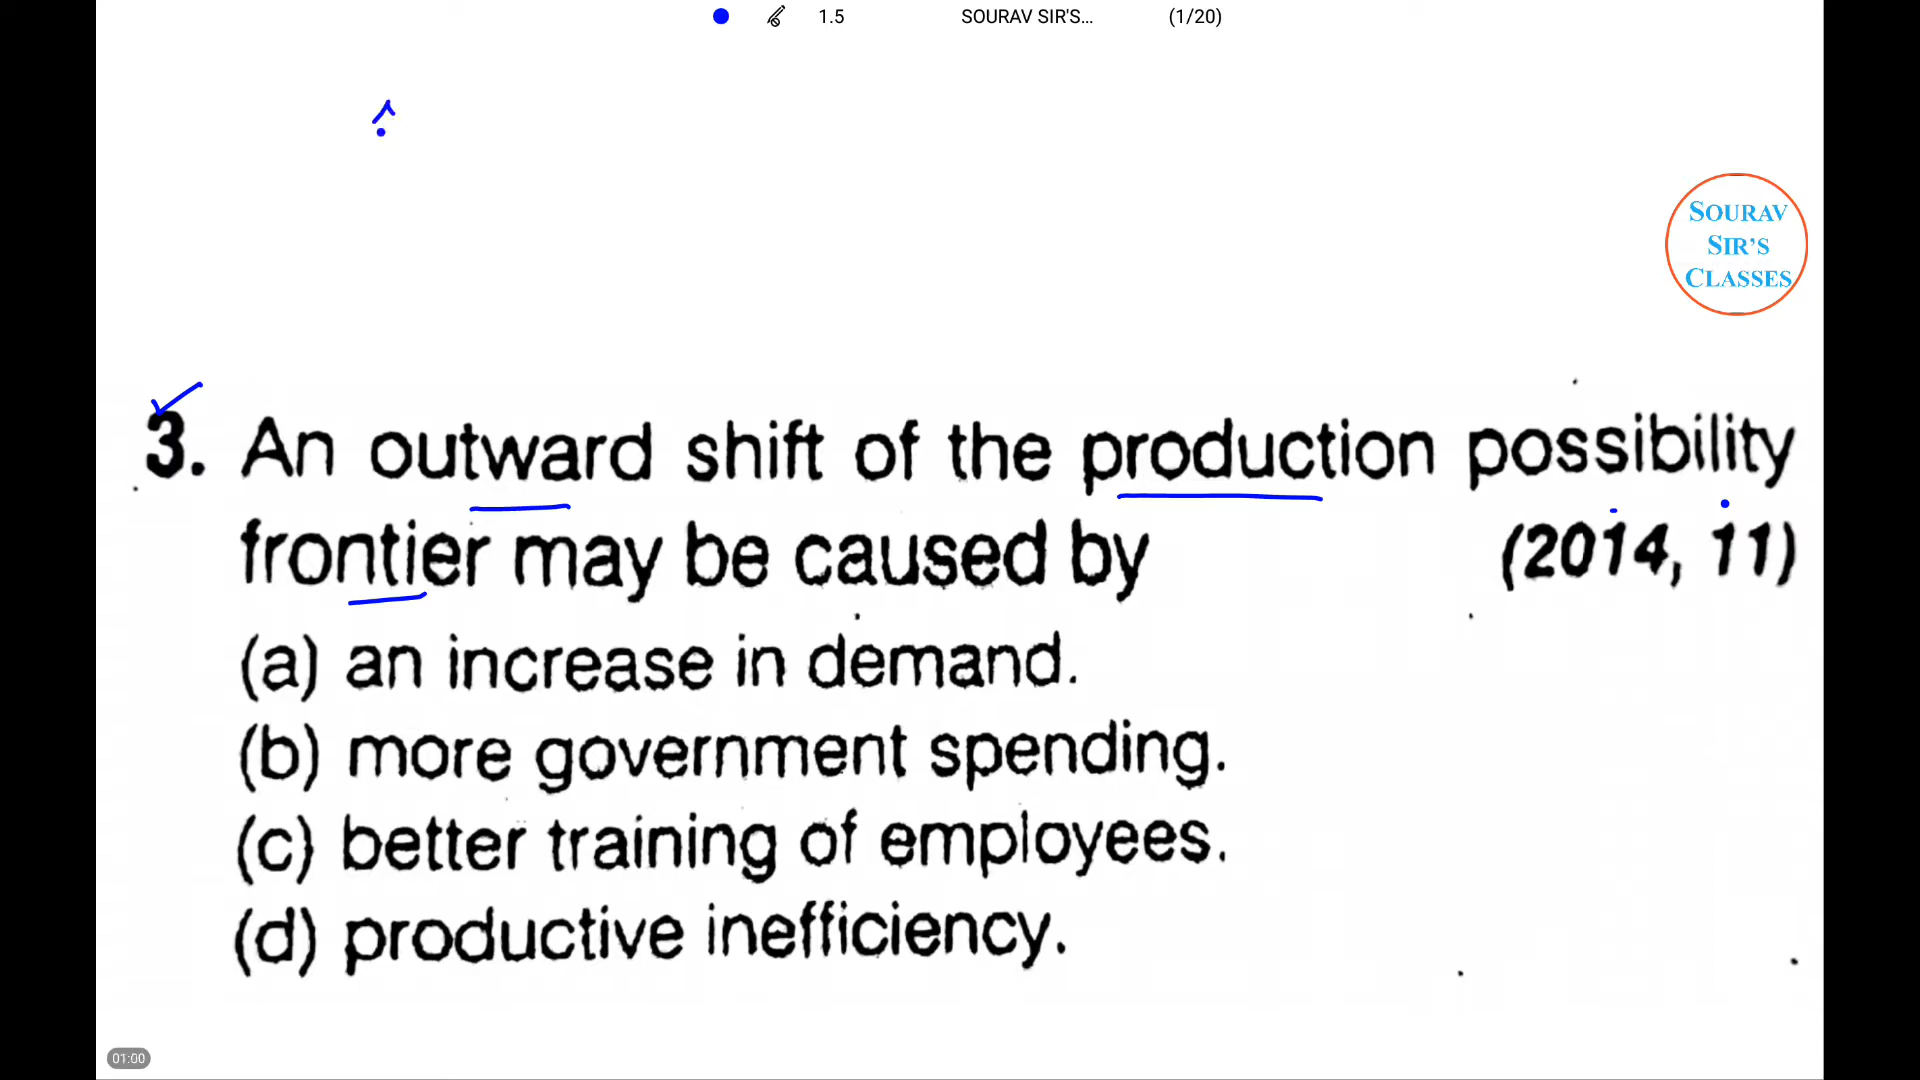 1.5 SOURAV SIR'S... (1/20)
SOURAV
SIR'S
CLASSES
3. An outward shift of the production possibility
frontier may be caused by (2014, 11)
(a) an increase in demand.
(b) more government spending.
(c) better training of employees.
(d) productive inefficiency.
01:00